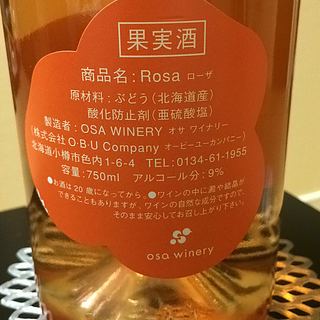 果実酒
商品名：Rosa ローザ
原材料：ぶどう（北海道産）
酸化防止剤（亜硫酸塩）
製造者：OSA WINERY オサ ワイナリー
（株式会社 O・B・U Company オービーユーカンパニー）
北海道小樽市色内1-6-4 TEL：0134-61-1955
容量：750ml アルコール分：9％
●お酒は20歳になってから。●ワインの中に澱や結晶が
できることもありますが、ワインの自然な成分ですので、
そのまま安心してお召し上がり下さい。
osa winery